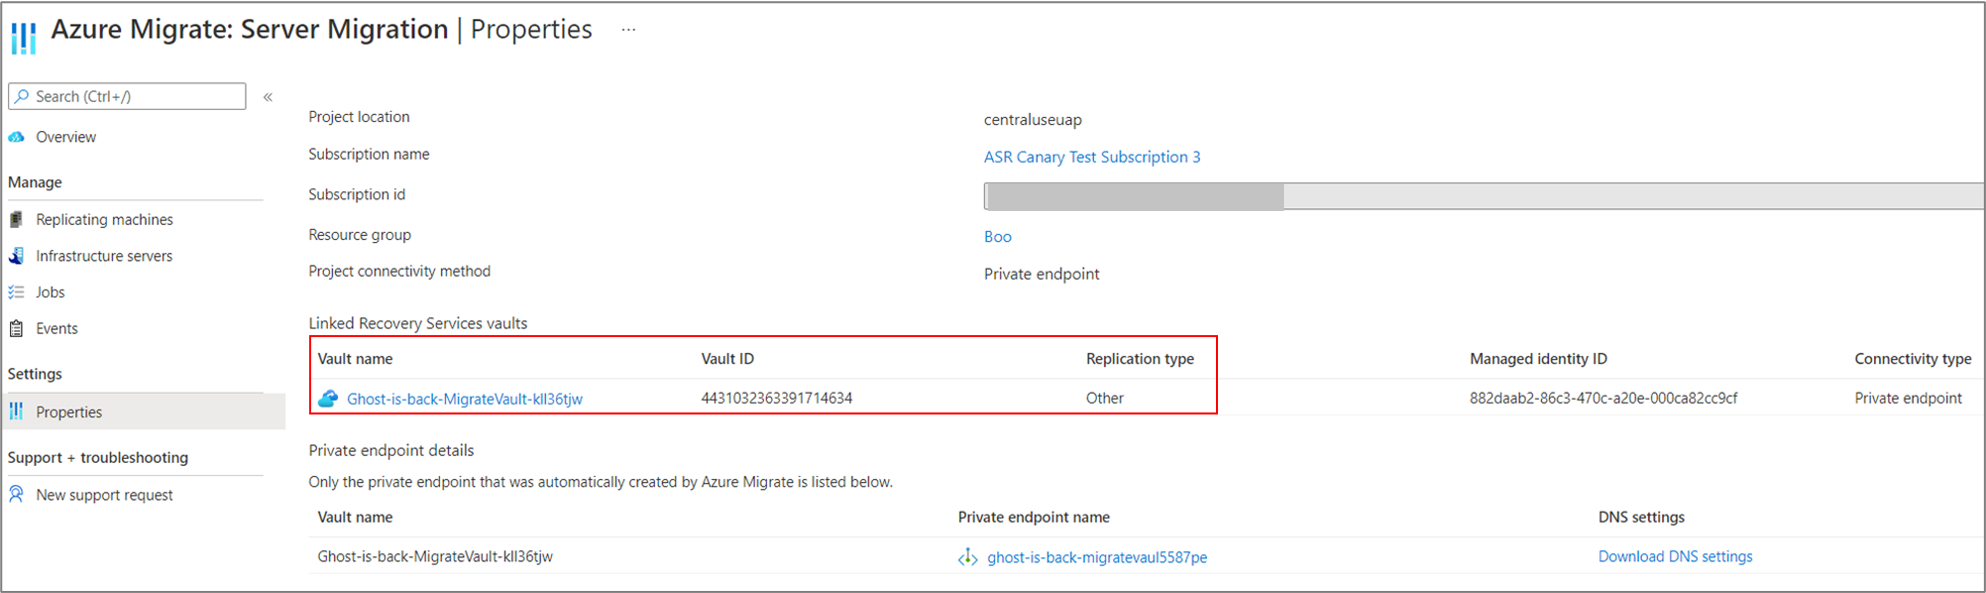 Azure Migrate: Server Migration | Properties ...
Search (Ctrl+/) «
Overview
Manage
Replicating machines
Infrastructure servers
Jobs
Events
Settings
Properties
Support + troubleshooting
New support request
Project location centraluseuap
Subscription name ASR Canary Test Subscription 3
Subscription id
Resource group Boo
Project connectivity method Private endpoint
Linked Recovery Services vaults
Vault name Vault ID Replication type Managed identity ID Connectivity type
Ghost-is-back-MigrateVault-kll36tjw 4431032363391714634 Other 882daab2-86c3-470c-a20e-000ca82cc9cf Private endpoint
Private endpoint details
Only the private endpoint that was automatically created by Azure Migrate is listed below.
Vault name Private endpoint name DNS settings
Ghost-is-back-MigrateVault-kll36tjw ghost-is-back-migratevaul5587pe Download DNS settings